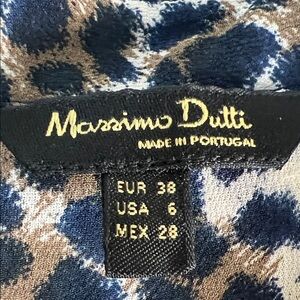 Massimo Dutti
MADE IN PORTUGAL
EUR 38
USA 6
MEX 28